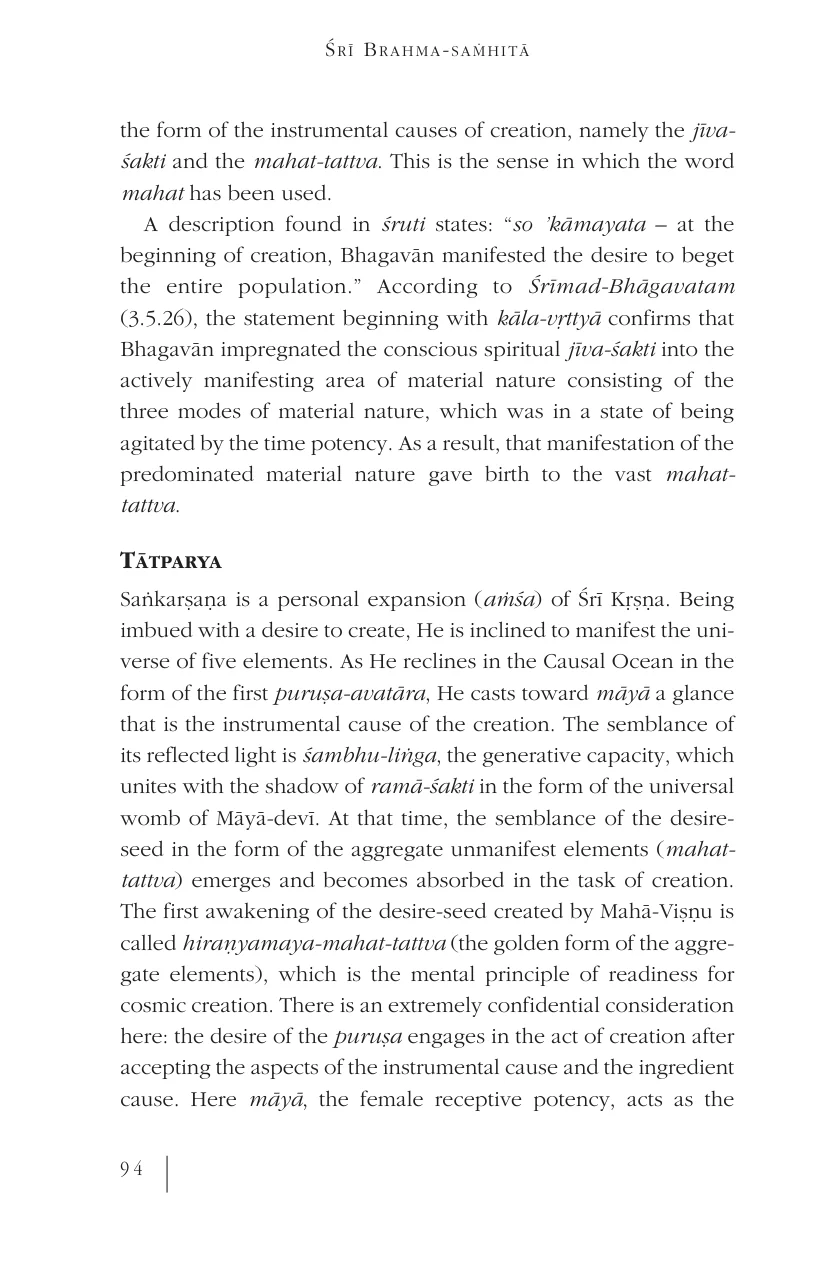 Śrī Brahma-saṁhitā
the form of the instrumental causes of creation, namely the jīva-
śakti and the mahat-tattva. This is the sense in which the word
mahat has been used.
A description found in śruti states: “so ’kāmayata – at the
beginning of creation, Bhagavān manifested the desire to beget
the entire population.” According to Śrīmad-Bhāgavatam
(3.5.26), the statement beginning with kāla-vṛttyā confirms that
Bhagavān impregnated the conscious spiritual jīva-śakti into the
actively manifesting area of material nature consisting of the
three modes of material nature, which was in a state of being
agitated by the time potency. As a result, that manifestation of the
predominated material nature gave birth to the vast mahat-
tattva.
Tātparya
Saṅkarṣaṇa is a personal expansion (aṁśa) of Śrī Kṛṣṇa. Being
imbued with a desire to create, He is inclined to manifest the uni-
verse of five elements. As He reclines in the Causal Ocean in the
form of the first puruṣa-avatāra, He casts toward māyā a glance
that is the instrumental cause of the creation. The semblance of
its reflected light is śambhu-liṅga, the generative capacity, which
unites with the shadow of ramā-śakti in the form of the universal
womb of Māyā-devī. At that time, the semblance of the desire-
seed in the form of the aggregate unmanifest elements (mahat-
tattva) emerges and becomes absorbed in the task of creation.
The first awakening of the desire-seed created by Mahā-Viṣṇu is
called hiraṇyamaya-mahat-tattva (the golden form of the aggre-
gate elements), which is the mental principle of readiness for
cosmic creation. There is an extremely confidential consideration
here: the desire of the puruṣa engages in the act of creation after
accepting the aspects of the instrumental cause and the ingredient
cause. Here māyā, the female receptive potency, acts as the
94